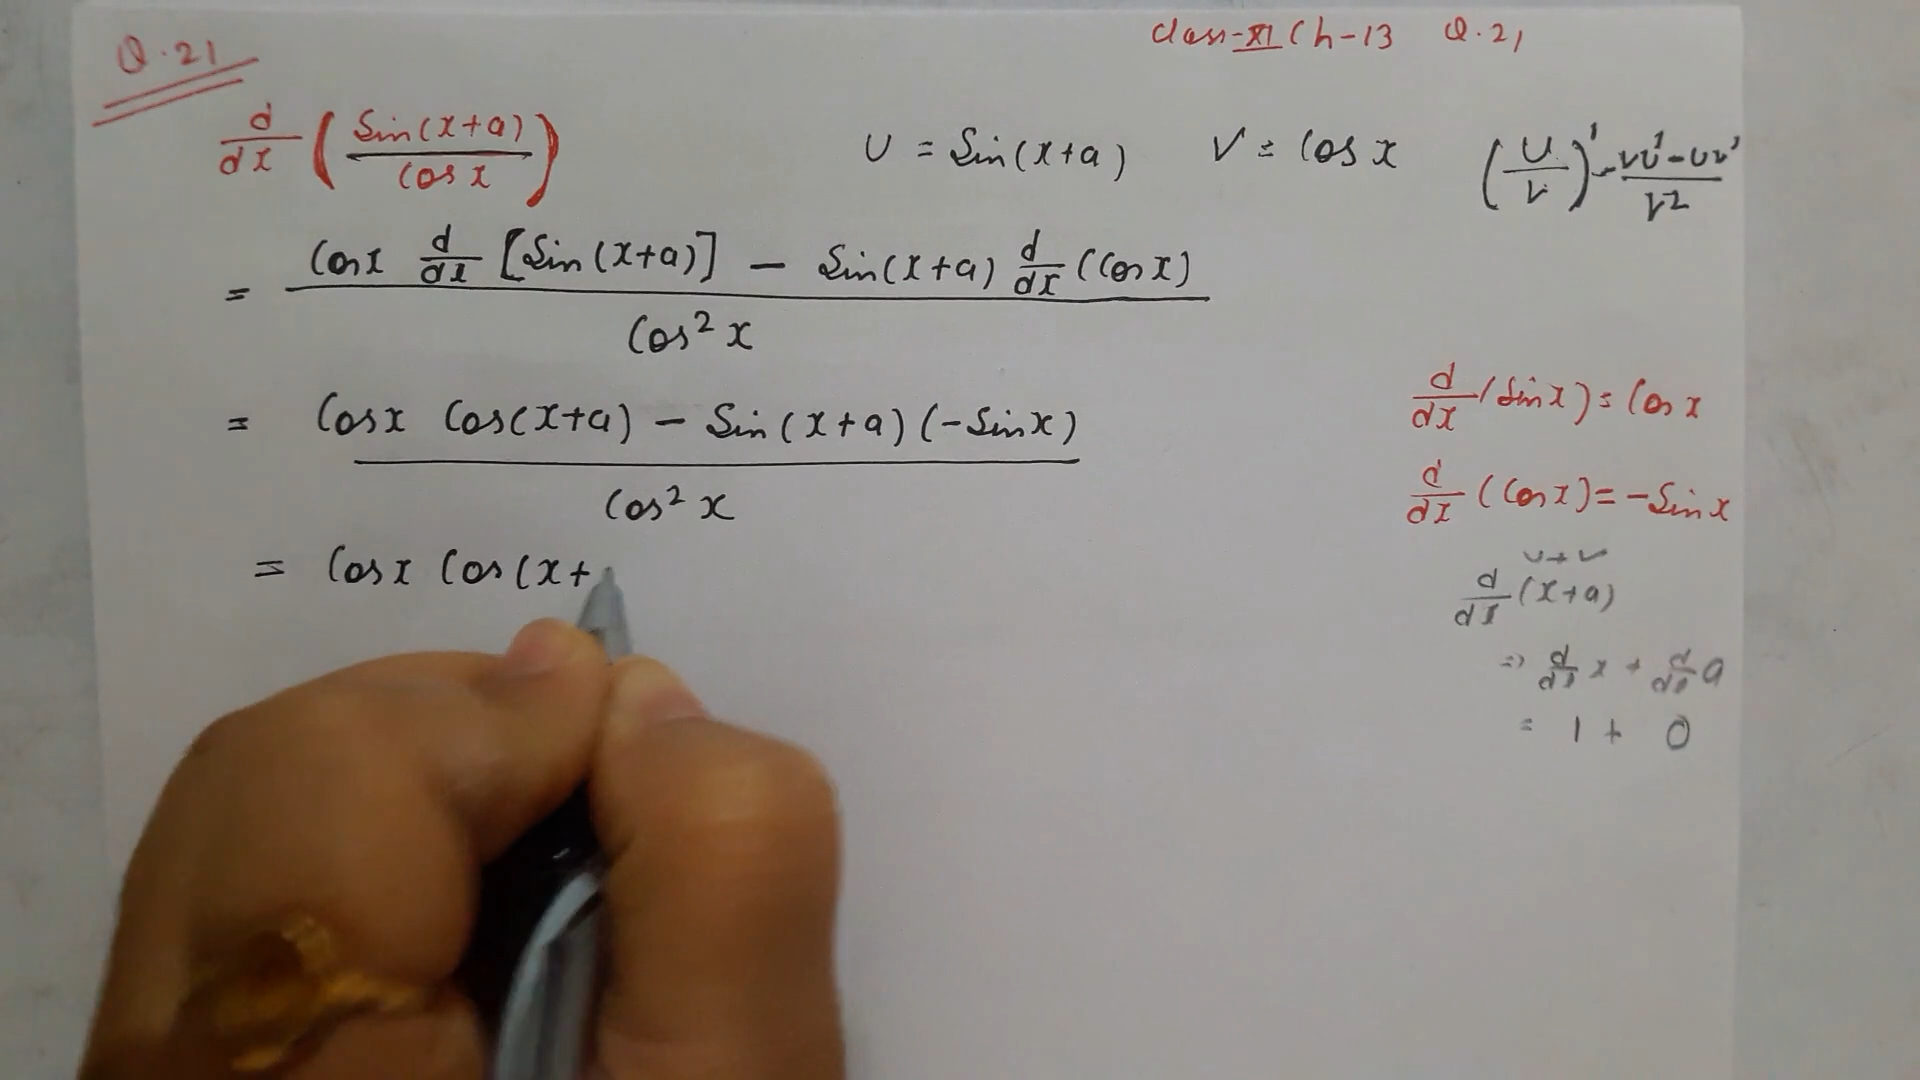 Class-XI Ch-13 Q.21
Q.21
d/dx ( Sin(x+a) / Cos x )
U = Sin(x+a) V = Cos x (U/V)' = VU'-UV' / V²
= Cos x d/dx [Sin(x+a)] - Sin(x+a) d/dx (Cos x) / Cos² x
= Cos x Cos(x+a) - Sin(x+a) (-Sin x) / Cos² x
= Cos x Cos(x+
d/dx (Sin x) = Cos x
d/dx (Cos x) = -Sin x
U+V
d/dx (x+a)
=> d/dx x + d/dx a
= 1 + 0